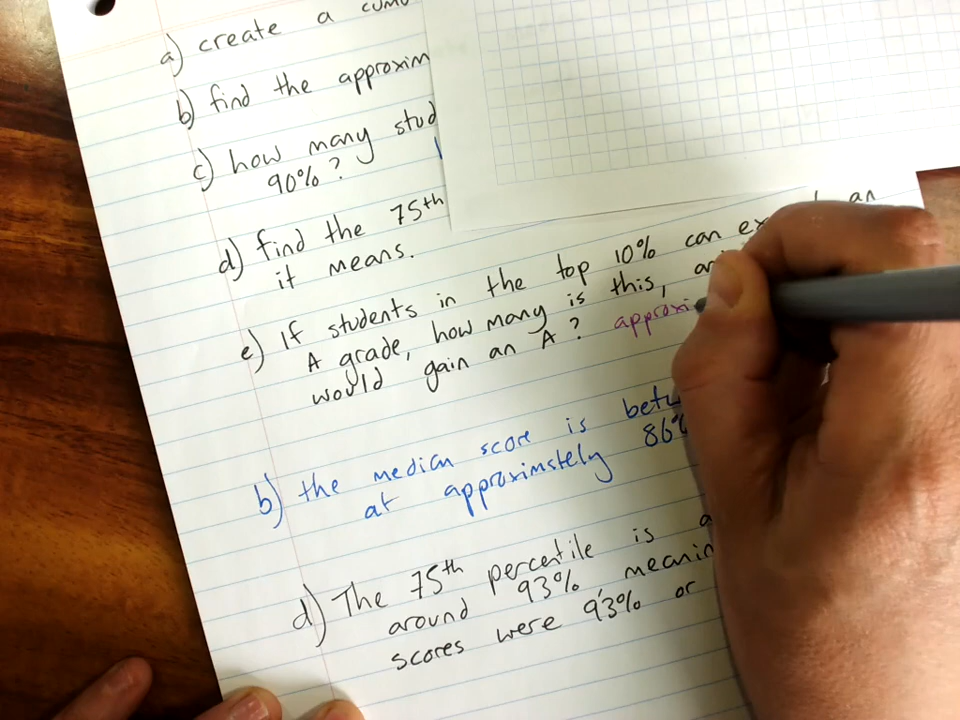 a) create a
b) find the approxim
c) how many stud
90% ?
d) find the 75th
it means.
e) If students in the top 10% can ex an
A grade, how many is this,
would gain an A ? approxi
b) the median score is betw
at approximstely 86%
d) The 75th percentile is a
around 93% meanin
scores were 93% or